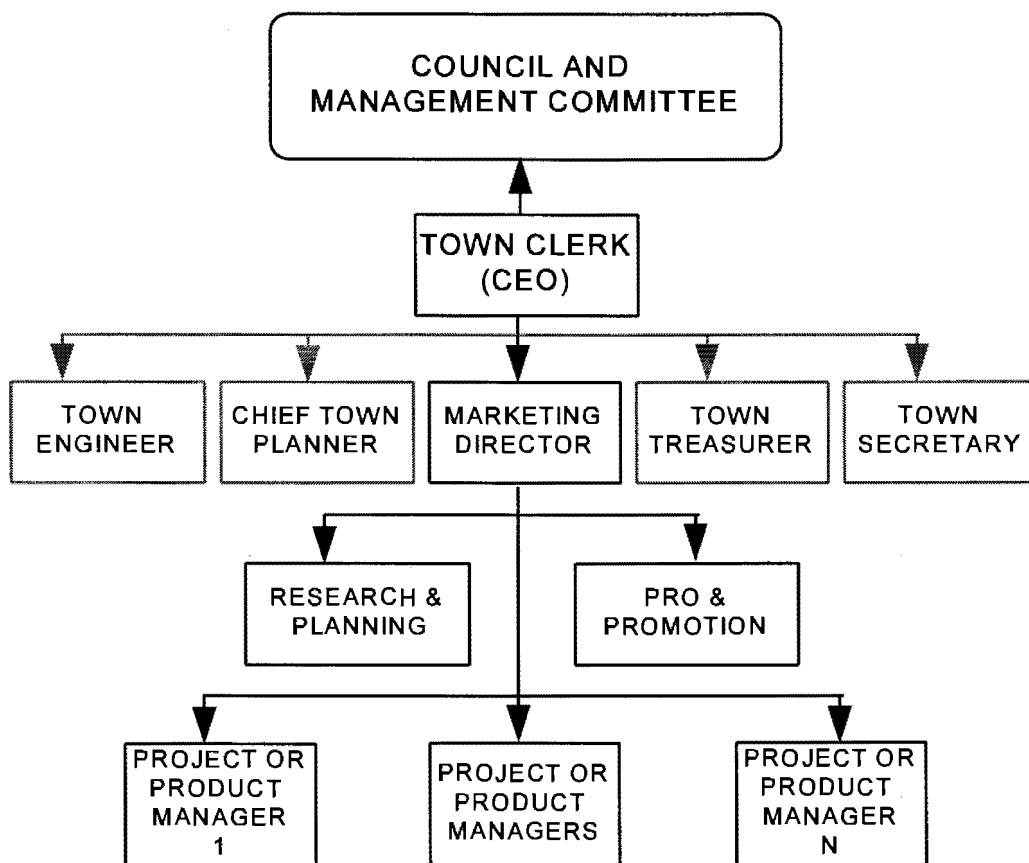 COUNCIL AND
MANAGEMENT COMMITTEE
TOWN CLERK
(CEO)
TOWN
ENGINEER
CHIEF TOWN
PLANNER
MARKETING
DIRECTOR
TOWN
TREASURER
TOWN
SECRETARY
RESEARCH &
PLANNING
PRO &
PROMOTION
PROJECT OR
PRODUCT
MANAGER
1
PROJECT OR
PRODUCT
MANAGERS
PROJECT OR
PRODUCT
MANAGER
N